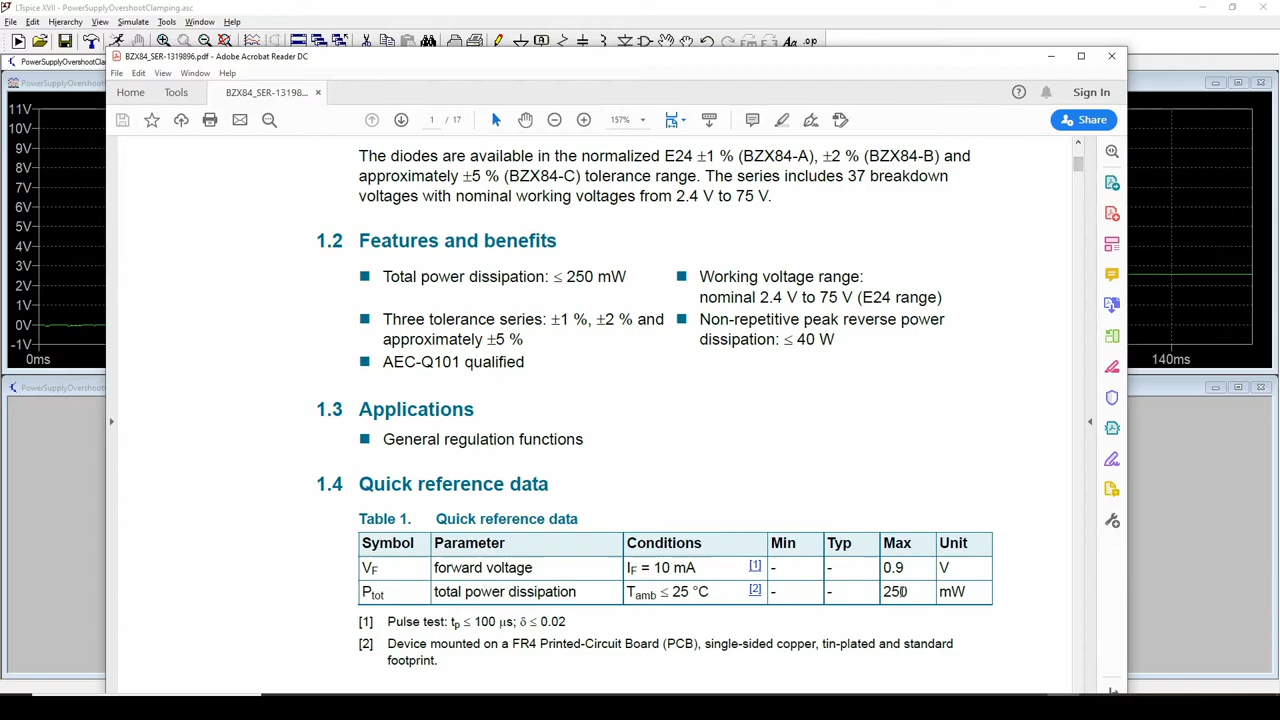 LTspice XVII - PowerSupplyOvershootClamping.asc
File Edit Hierarchy View Simulate Tools Window Help
BZX84_SER-1319896.pdf - Adobe Acrobat Reader DC
PowerSupplyOvershootCla
File Edit View Window Help
Home Tools BZX84_SER-13198... × Sign In
1 / 17 157% Share
11V
10V
9V
8V
7V
6V
5V
4V
3V
2V
1V
0V
-1V
0ms 140ms
PowerSupplyOvershoot
The diodes are available in the normalized E24 ±1 % (BZX84-A), ±2 % (BZX84-B) and
approximately ±5 % (BZX84-C) tolerance range. The series includes 37 breakdown
voltages with nominal working voltages from 2.4 V to 75 V.
1.2 Features and benefits
■ Total power dissipation: ≤ 250 mW
■ Working voltage range:
nominal 2.4 V to 75 V (E24 range)
■ Three tolerance series: ±1 %, ±2 % and
approximately ±5 %
■ Non-repetitive peak reverse power
dissipation: ≤ 40 W
■ AEC-Q101 qualified
1.3 Applications
■ General regulation functions
1.4 Quick reference data
Table 1. Quick reference data
Symbol Parameter Conditions Min Typ Max Unit
VF forward voltage IF = 10 mA [1] - - 0.9 V
Ptot total power dissipation Tamb ≤ 25 °C [2] - - 250 mW
[1] Pulse test: tp ≤ 100 μs; δ ≤ 0.02
[2] Device mounted on a FR4 Printed-Circuit Board (PCB), single-sided copper, tin-plated and standard
footprint.